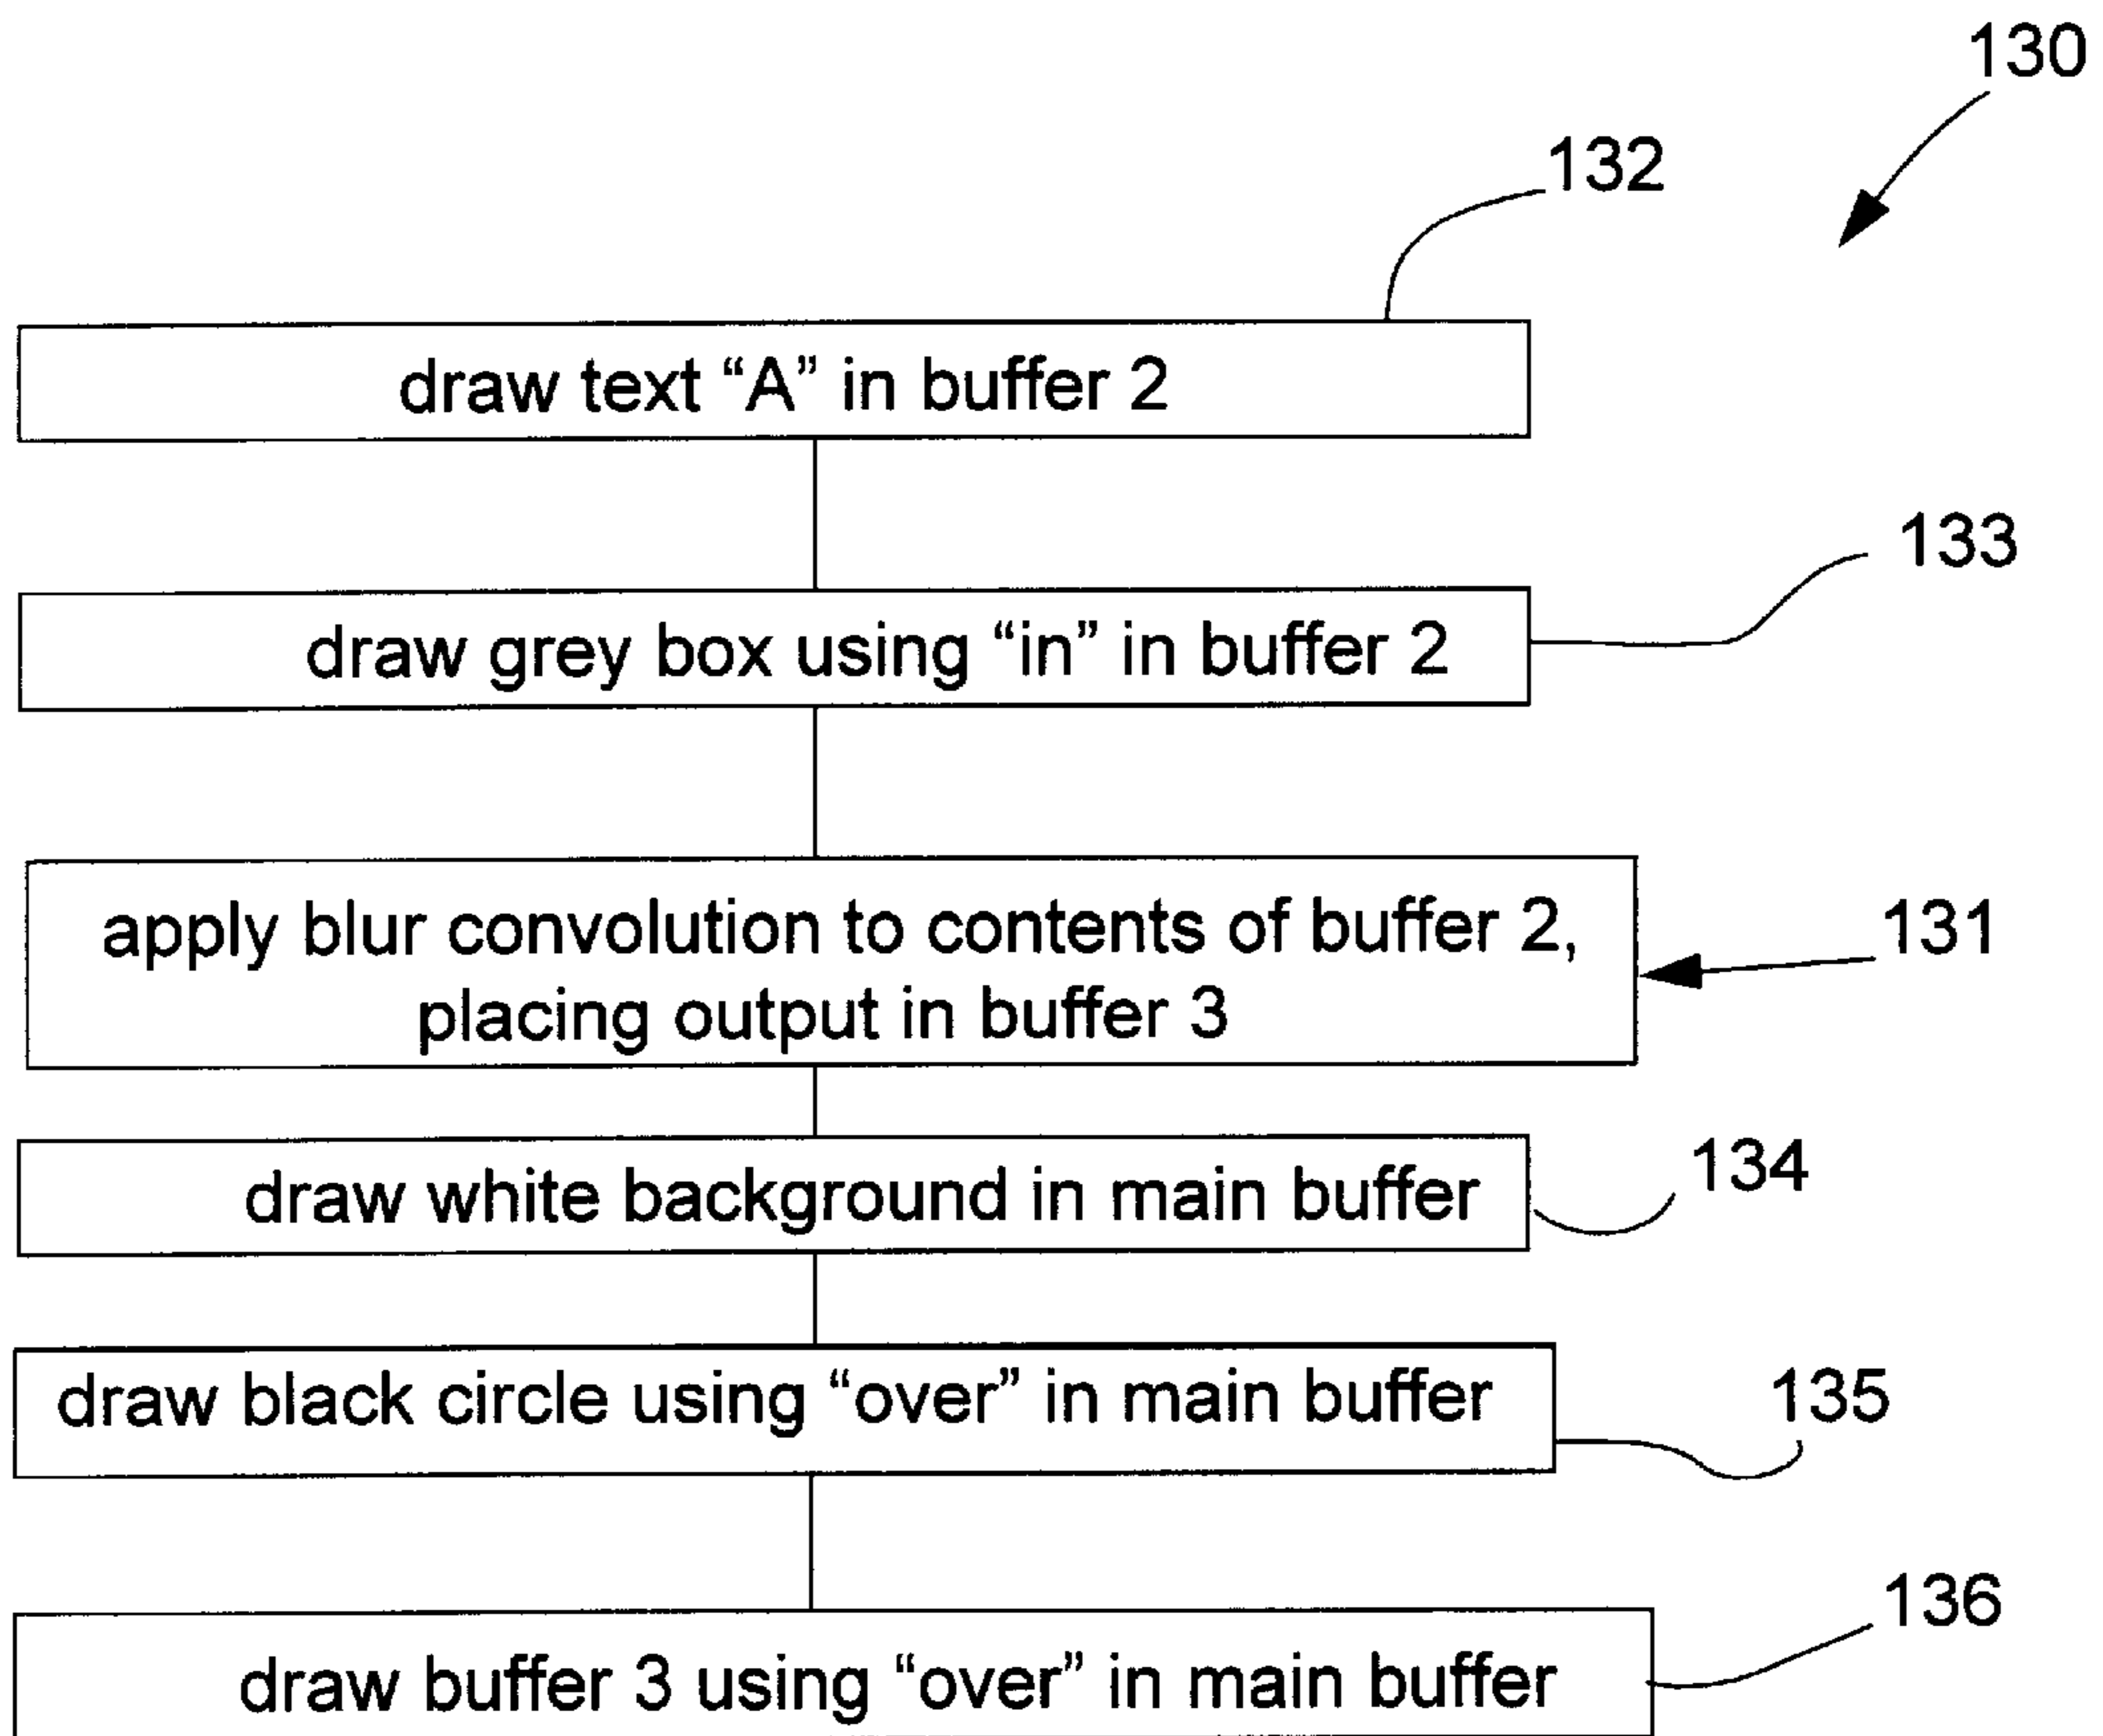 130
132
draw text “A” in buffer 2
133
draw grey box using “in” in buffer 2
apply blur convolution to contents of buffer 2,
placing output in buffer 3
131
draw white background in main buffer
134
draw black circle using “over” in main buffer
135
136
draw buffer 3 using “over” in main buffer